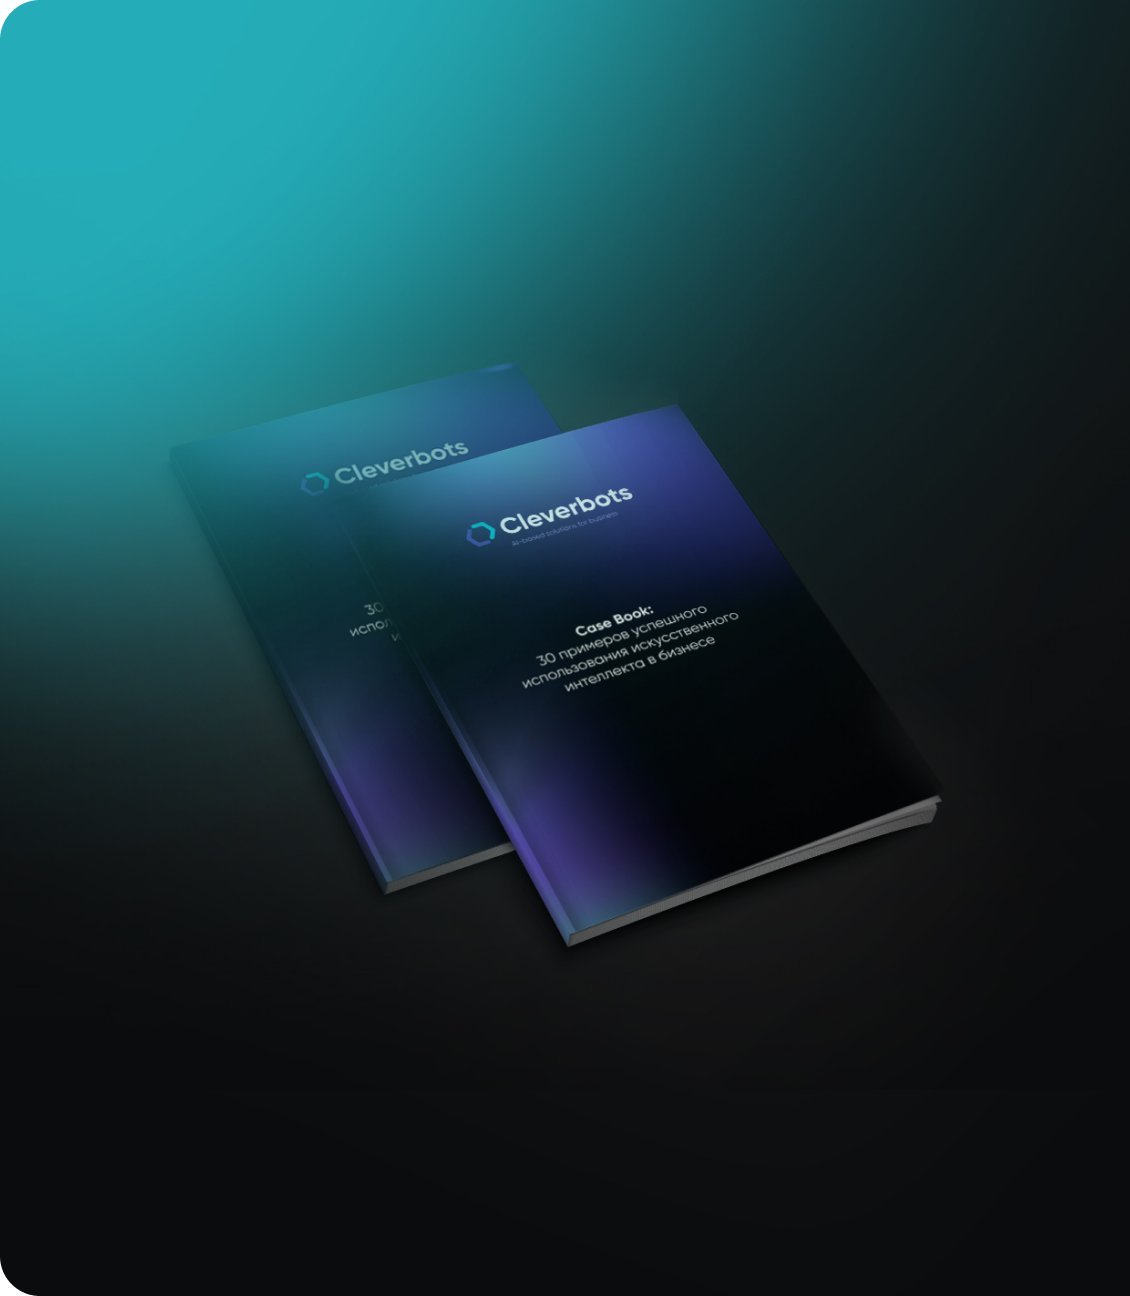 Cleverbots
30
испол
и
Cleverbots
AI-based solutions for business
Case Book:
30 примеров успешного
использования искусственного
интеллекта в бизнесе